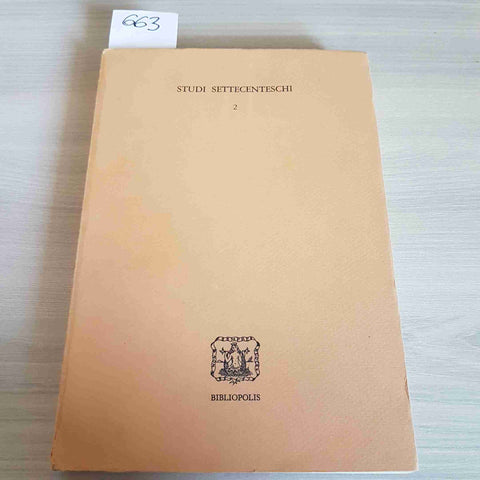 663
STUDI SETTECENTESCHI
2
BIBLIOPOLIS